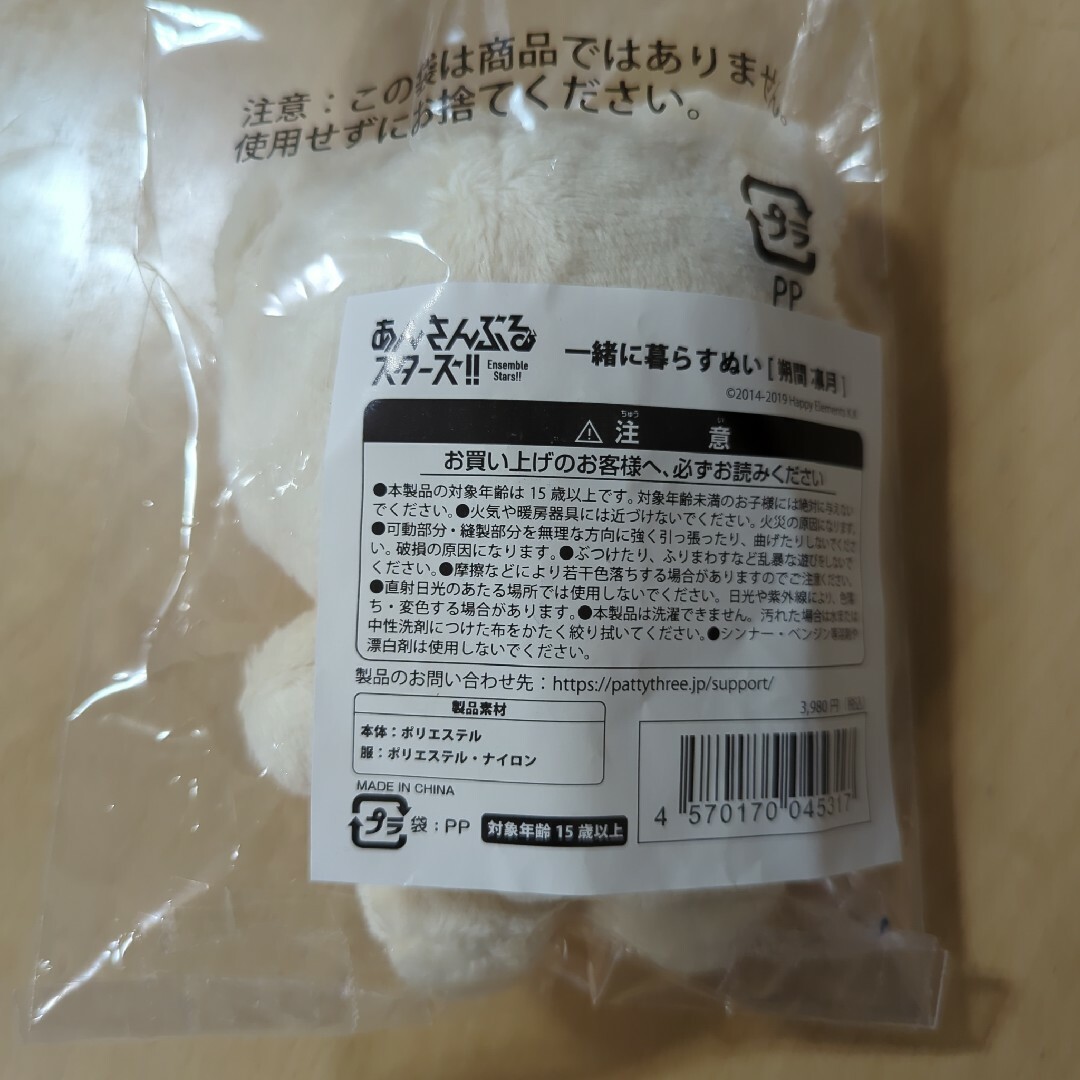 注意：この袋は商品ではありません。
使用せずにお捨てください。
プラ
PP
あんさんぶる
スターズ!!
Ensemble
Stars!!
一緒に暮らすぬい [ 朔間 凛月 ]
©2014-2019 Happy Elements K.K
ちゅう い
⚠注 意
お買い上げのお客様へ、必ずお読みください
●本製品の対象年齢は15歳以上です。対象年齢未満のお子様には絶対に与えない
でください。●火気や暖房器具には近づけないでください。火災の原因になります。
●可動部分・縫製部分を無理な方向に強く引っ張ったり、曲げたりしないでくださ
い。破損の原因になります。●ぶつけたり、ふりまわすなど乱暴な遊びをしないで
ください。●摩擦などにより若干色落ちする場合がありますのでご注意ください。
●直射日光のあたる場所では使用しないでください。日光や紫外線により、色落
ち・変色する場合があります。●本製品は洗濯できません。汚れた場合は水または
中性洗剤につけた布をかたく絞り拭いてください。●シンナー・ベンジン等溶剤や
漂白剤は使用しないでください。
製品のお問い合わせ先：https://pattythree.jp/support/
製品素材
本体：ポリエステル
服：ポリエステル・ナイロン
3,980円（税込）
MADE IN CHINA
プラ 袋：PP
対象年齢15歳以上
4 570170 045317